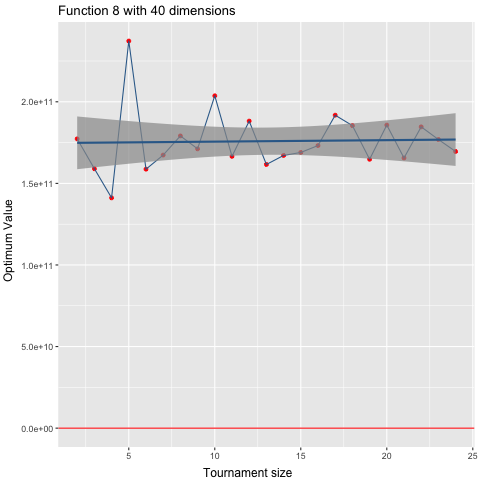 Function 8 with 40 dimensions
Optimum Value
2.0e+11
1.5e+11
1.0e+11
5.0e+10
0.0e+00
5 10 15 20 25
Tournament size